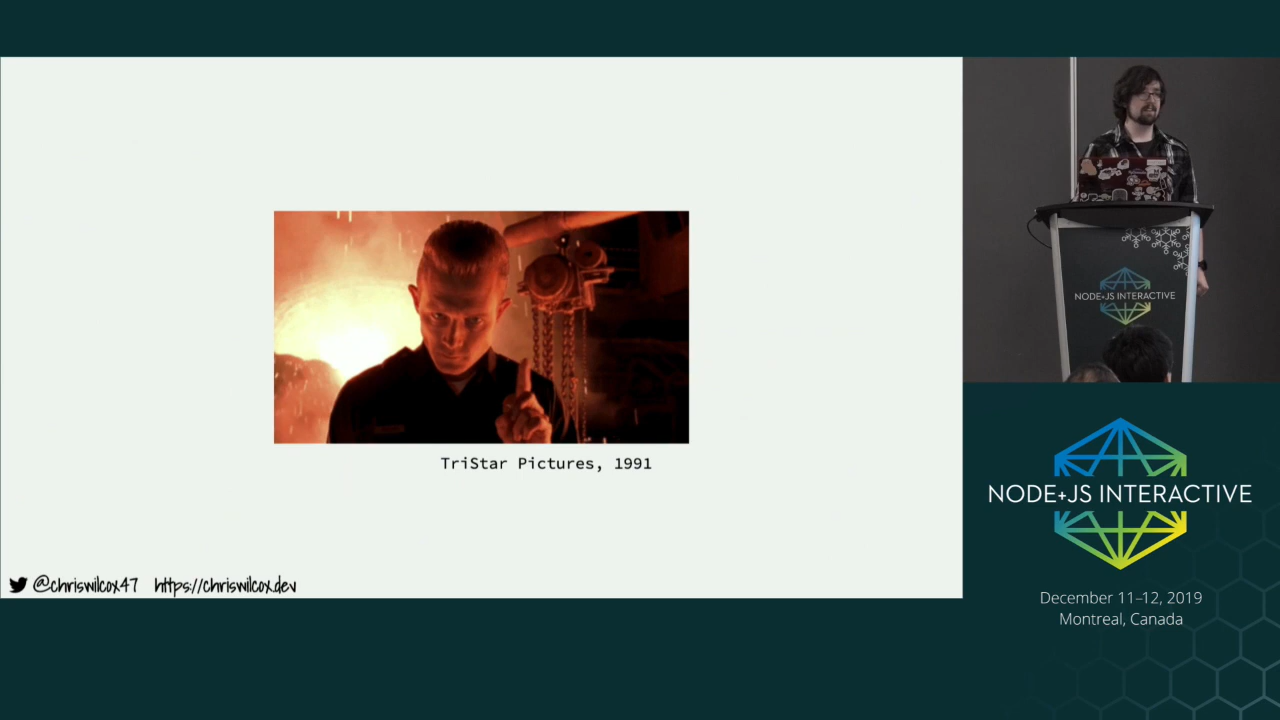 TriStar Pictures, 1991
@chriswilcox47 https://chriswilcox.dev
NODE+JS INTERACTIVE
NODE+JS INTERACTIVE
December 11–12, 2019
Montreal, Canada